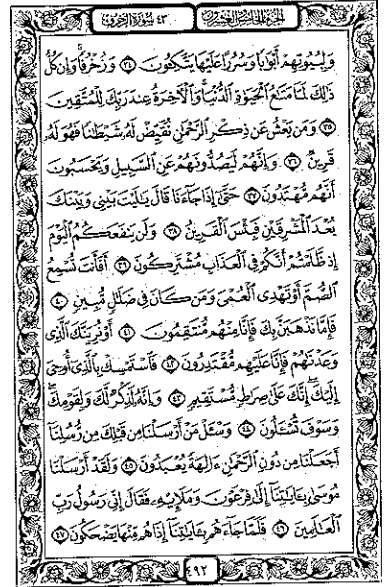 الجزء الخامس والعشرون ٤٣ سورة الزخرف
وَلِبُيُوتِهِمْ أَبْوَابًا وَسُرُرًا عَلَيْهَا يَتَّكِـُٔونَ ٣٤ وَزُخْرُفًا وَإِن كُلُّ
ذَٰلِكَ لَمَّا مَتَٰعُ ٱلْحَيَوٰةِ ٱلدُّنْيَا وَٱلْءَاخِرَةُ عِندَ رَبِّكَ لِلْمُتَّقِينَ
٣٥ وَمَن يَعْشُ عَن ذِكْرِ ٱلرَّحْمَٰنِ نُقَيِّضْ لَهُۥ شَيْطَٰنًا فَهُوَ لَهُۥ
قَرِينٌ ٣٦ وَإِنَّهُمْ لَيَصُدُّونَهُمْ عَنِ ٱلسَّبِيلِ وَيَحْسَبُونَ
أَنَّهُم مُّهْتَدُونَ ٣٧ حَتَّىٰٓ إِذَا جَآءَنَا قَالَ يَٰلَيْتَ بَيْنِى وَبَيْنَكَ
بُعْدَ ٱلْمَشْرِقَيْنِ فَبِئْسَ ٱلْقَرِينُ ٣٨ وَلَن يَنفَعَكُمُ ٱلْيَوْمَ
إِذ ظَّلَمْتُمْ أَنَّكُمْ فِى ٱلْعَذَابِ مُشْتَرِكُونَ ٣٩ أَفَأَنتَ تُسْمِعُ
ٱلصُّمَّ أَوْ تَهْدِى ٱلْعُمْىَ وَمَن كَانَ فِى ضَلَٰلٍ مُّبِينٍ ٤٠
فَإِمَّا نَذْهَبَنَّ بِكَ فَإِنَّا مِنْهُم مُّنتَقِمُونَ ٤١ أَوْ نُرِيَنَّكَ ٱلَّذِى
وَعَدْنَٰهُمْ فَإِنَّا عَلَيْهِم مُّقْتَدِرُونَ ٤٢ فَٱسْتَمْسِكْ بِٱلَّذِىٓ أُوحِىَ
إِلَيْكَ إِنَّكَ عَلَىٰ صِرَٰطٍ مُّسْتَقِيمٍ ٤٣ وَإِنَّهُۥ لَذِكْرٌ لَّكَ وَلِقَوْمِكَ
وَسَوْفَ تُسْـَٔلُونَ ٤٤ وَسْـَٔلْ مَنْ أَرْسَلْنَا مِن قَبْلِكَ مِن رُّسُلِنَآ
أَجَعَلْنَا مِن دُونِ ٱلرَّحْمَٰنِ ءَالِهَةً يُعْبَدُونَ ٤٥ وَلَقَدْ أَرْسَلْنَا
مُوسَىٰ بِـَٔايَٰتِنَآ إِلَىٰ فِرْعَوْنَ وَمَلَإِي۟هِۦ فَقَالَ إِنِّى رَسُولُ رَبِّ
ٱلْعَٰلَمِينَ ٤٦ فَلَمَّا جَآءَهُم بِـَٔايَٰتِنَآ إِذَا هُم مِّنْهَا يَضْحَكُونَ ٤٧
٤٩٢